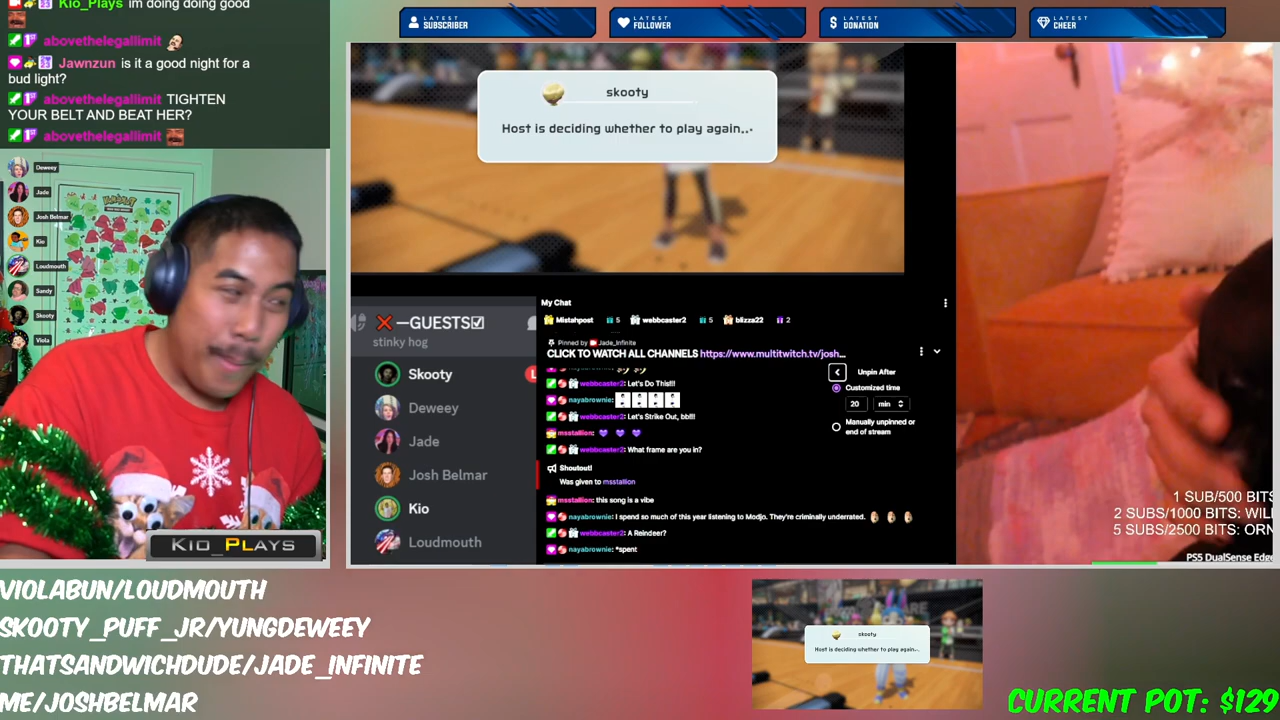 Kio_Plays im doing doing good
abovethelegallimit
Jawnzun is it a good night for a
bud light?
abovethelegallimit TIGHTEN
YOUR BELT AND BEAT HER?
abovethelegallimit
Deweey
Jade
Josh Belmar
Kio
Loudmouth
Sandy
Skooty
Viola
KIO_PLAYS
LATEST
SUBSCRIBER
LATEST
FOLLOWER
LATEST
DONATION
LATEST
CHEER
skooty
Host is deciding whether to play again...
—GUESTS
stinky hog
Skooty
Deweey
Jade
Josh Belmar
Kio
Loudmouth
My Chat
Mistahpost 5 webbcaster2 5 blizza22 2
Pinned by Jade_Infinite
CLICK TO WATCH ALL CHANNELS https://www.multitwitch.tv/josh...
Unpin After
Customized time
20 min
Manually unpinned or
end of stream
webbcaster2: Let's Do This!!!
nayabrownie:
webbcaster2: Let's Strike Out, bb!!!
msstallion:
webbcaster2: What frame are you in?
Shoutout!
Was given to msstallion
msstallion: this song is a vibe
nayabrownie: I spend so much of this year listening to Modjo. They're criminally underrated.
webbcaster2: A Reindeer?
nayabrownie: *spent
1 SUB/500 BITS
2 SUBS/1000 BITS: WIL
5 SUBS/2500 BITS: ORN
PS5 DualSense Edge
VIOLABUN/LOUDMOUTH
SKOOTY_PUFF_JR/YUNGDEWEEY
THATSANDWICHDUDE/JADE_INFINITE
ME/JOSHBELMAR
skooty
Host is deciding whether to play again...
CURRENT POT: $129